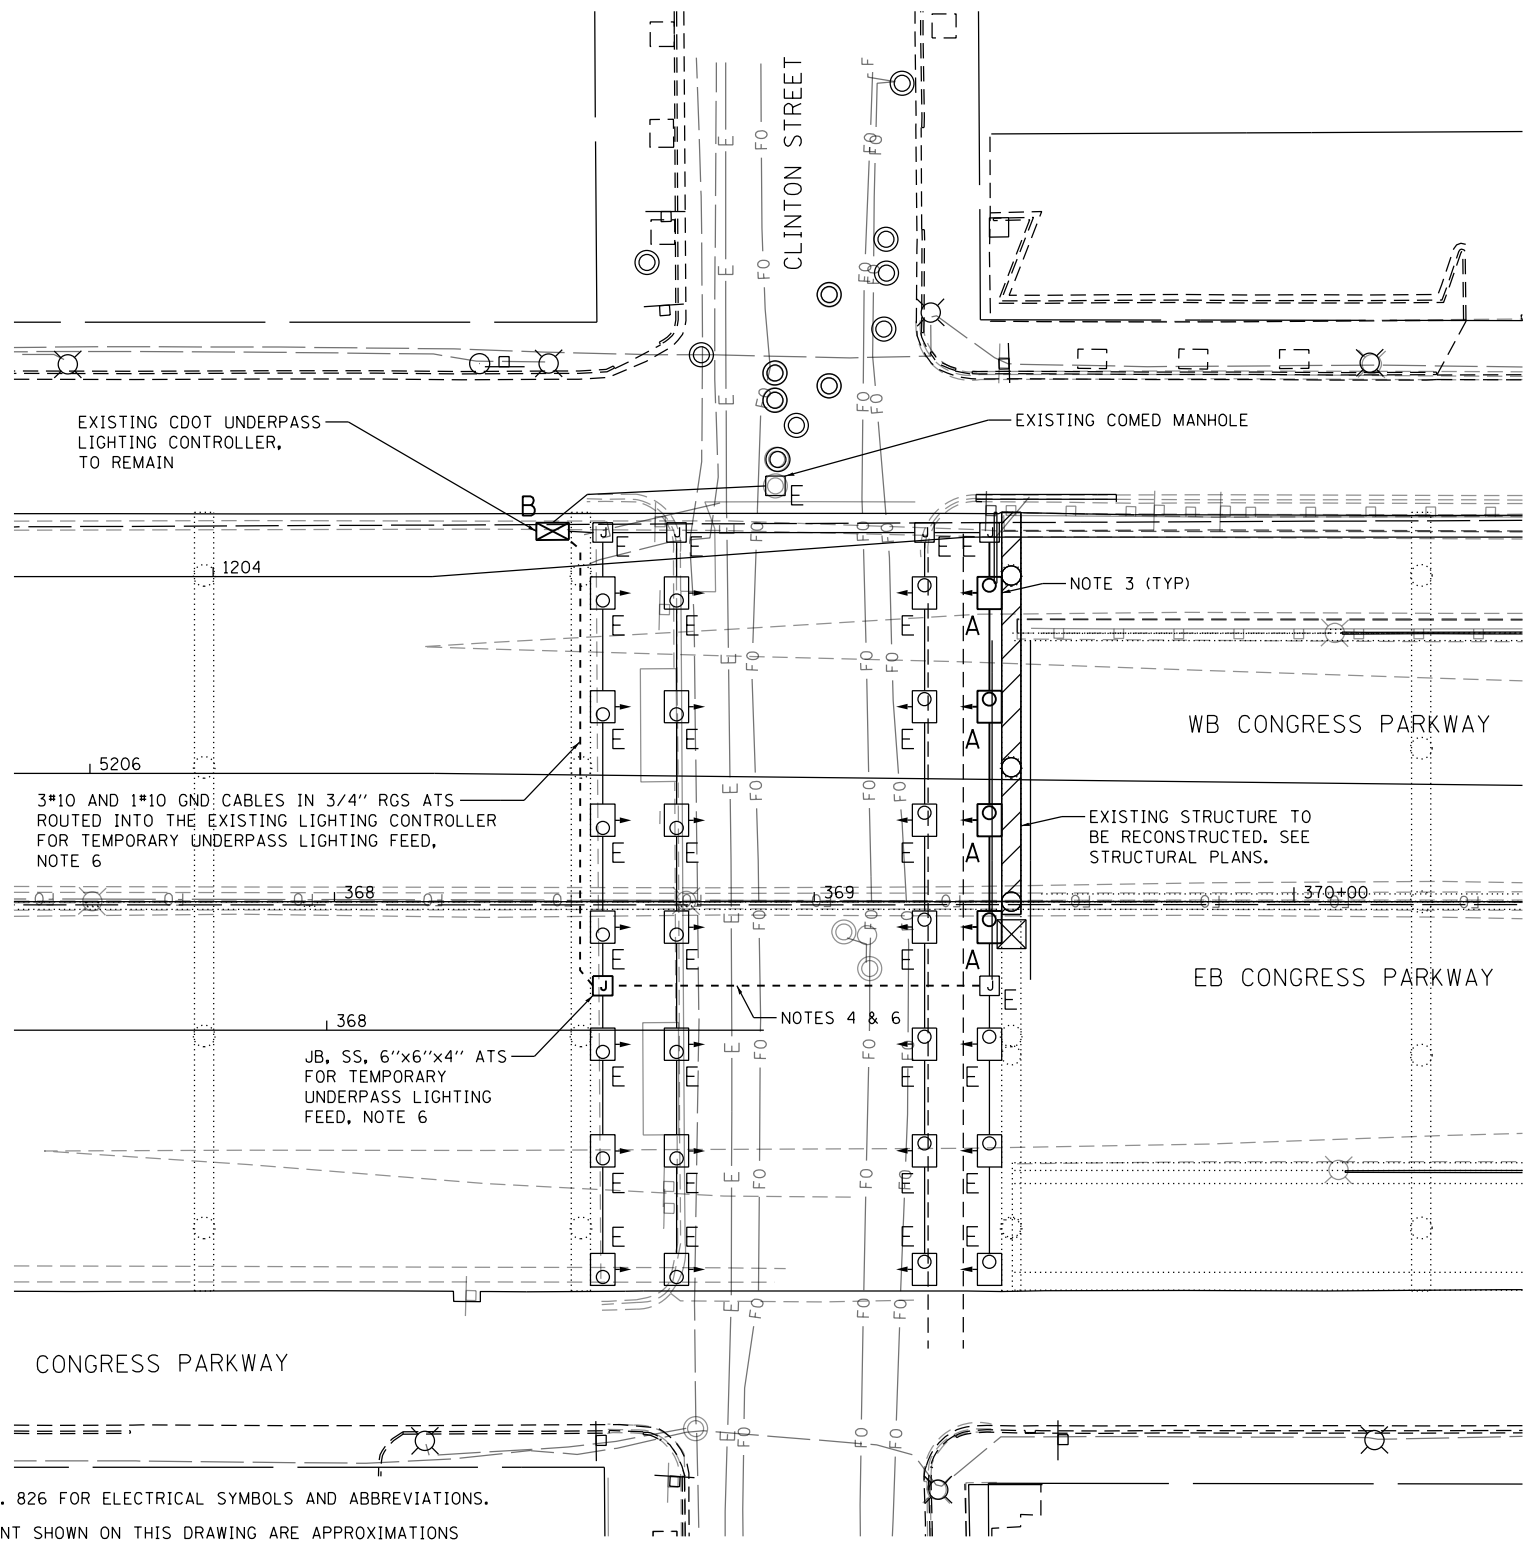 CLINTON STREET
EXISTING CDOT UNDERPASS
LIGHTING CONTROLLER,
TO REMAIN
EXISTING COMED MANHOLE
B
E
J J J J
E E E E
1204
NOTE 3 (TYP)
E E E A
WB CONGRESS PARKWAY
E E E A
5206
3#10 AND 1#10 GND CABLES IN 3/4" RGS ATS
ROUTED INTO THE EXISTING LIGHTING CONTROLLER
FOR TEMPORARY UNDERPASS LIGHTING FEED,
NOTE 6
EXISTING STRUCTURE TO
BE RECONSTRUCTED. SEE
STRUCTURAL PLANS.
E E E A
368
369
370+00
E E E A
EB CONGRESS PARKWAY
J J
E
NOTES 4 & 6
368
JB, SS, 6"x6"x4" ATS
FOR TEMPORARY
UNDERPASS LIGHTING
FEED, NOTE 6
E E E E
E E E E
E E E E
CONGRESS PARKWAY
. 826 FOR ELECTRICAL SYMBOLS AND ABBREVIATIONS.
NT SHOWN ON THIS DRAWING ARE APPROXIMATIONS